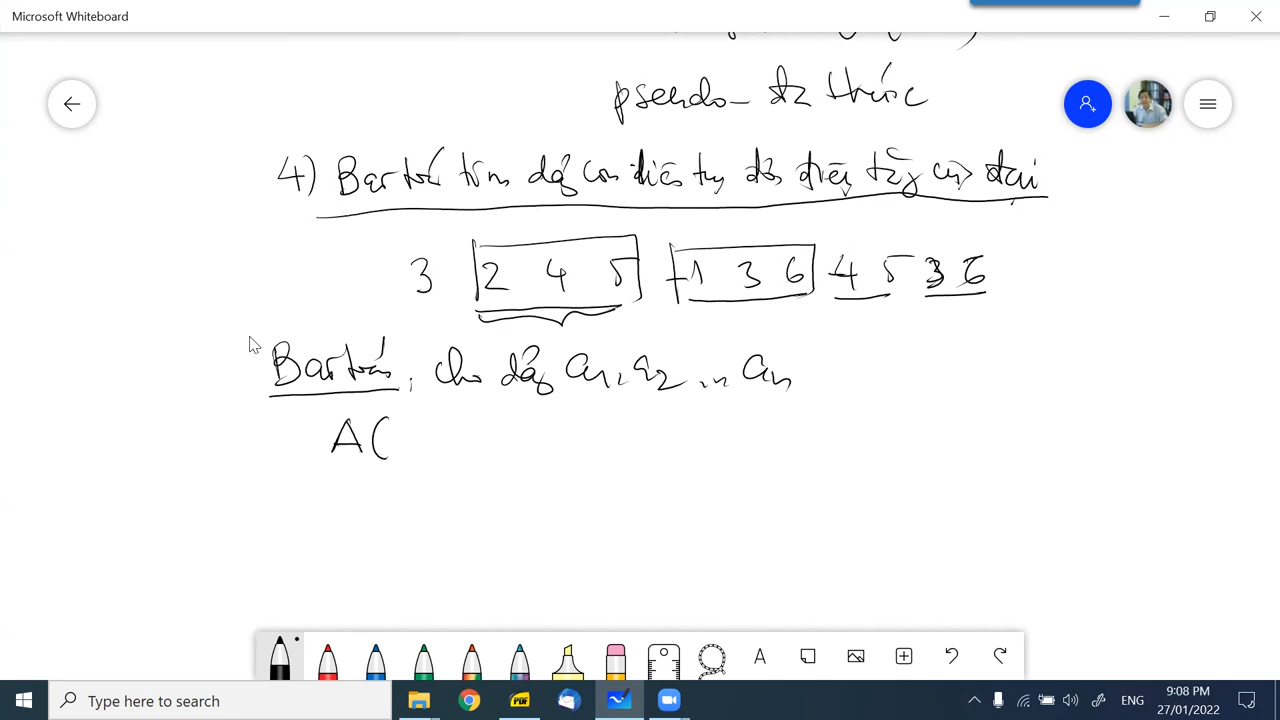 Microsoft Whiteboard
pseudo- đa thức
4) Bài toán tìm dãy con liên tục đơn điệu tăng cực đại
3 2 4 5 -1 3 6 4 5 3 6
Bài toán: cho dãy a1, a2 ... an
A(
A
Type here to search
ENG
9:08 PM
27/01/2022